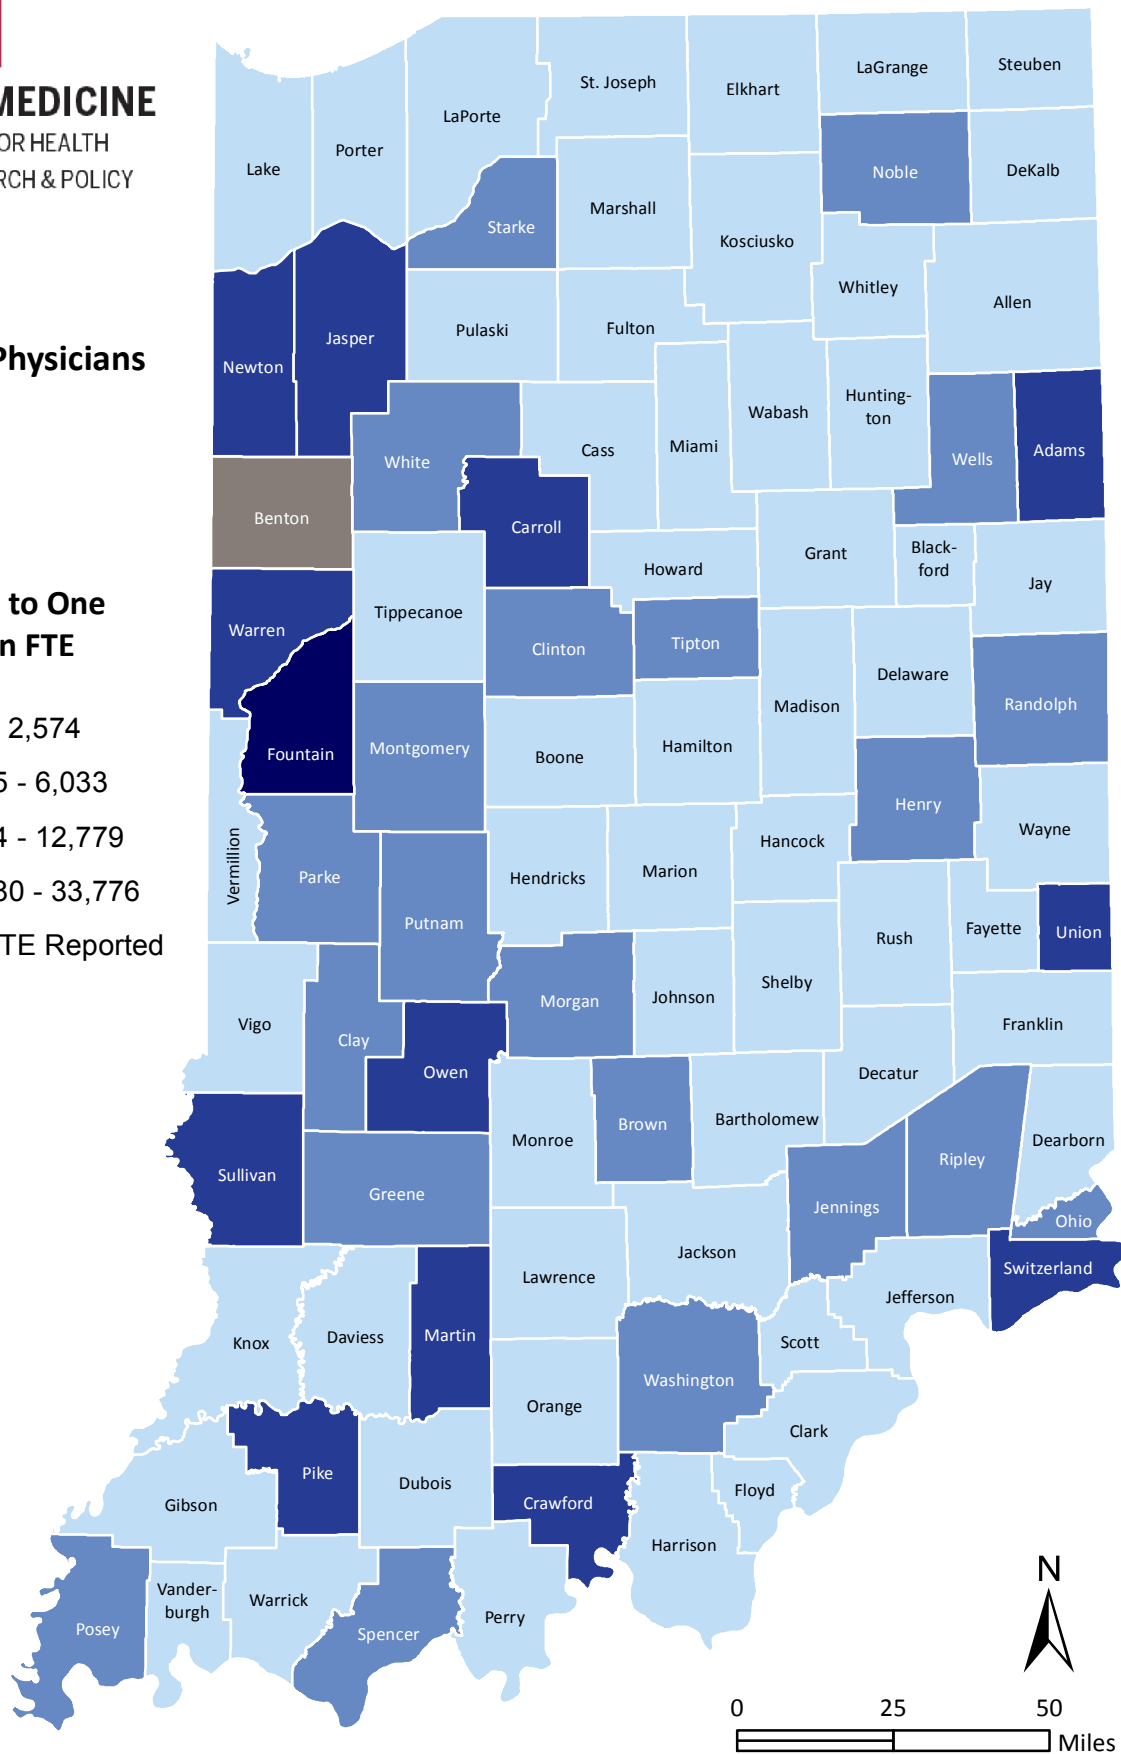 MEDICINE
OR HEALTH
RCH & POLICY
Physicians
to One
n FTE
2,574
5 - 6,033
4 - 12,779
30 - 33,776
TE Reported
Lake
Porter
LaPorte
St. Joseph
Elkhart
LaGrange
Steuben
Noble
DeKalb
Starke
Marshall
Kosciusko
Whitley
Allen
Newton
Jasper
Pulaski
Fulton
White
Cass
Miami
Wabash
Hunting-
ton
Wells
Adams
Benton
Carroll
Howard
Grant
Black-
ford
Jay
Warren
Tippecanoe
Clinton
Tipton
Madison
Delaware
Randolph
Fountain
Montgomery
Boone
Hamilton
Henry
Wayne
Vermillion
Parke
Putnam
Hendricks
Marion
Hancock
Rush
Fayette
Union
Vigo
Clay
Owen
Morgan
Johnson
Shelby
Franklin
Decatur
Sullivan
Greene
Monroe
Brown
Bartholomew
Jennings
Ripley
Dearborn
Ohio
Switzerland
Knox
Daviess
Martin
Lawrence
Jackson
Jefferson
Scott
Orange
Washington
Clark
Gibson
Pike
Dubois
Crawford
Floyd
Harrison
Posey
Vander-
burgh
Warrick
Spencer
Perry
N
0 25 50
Miles